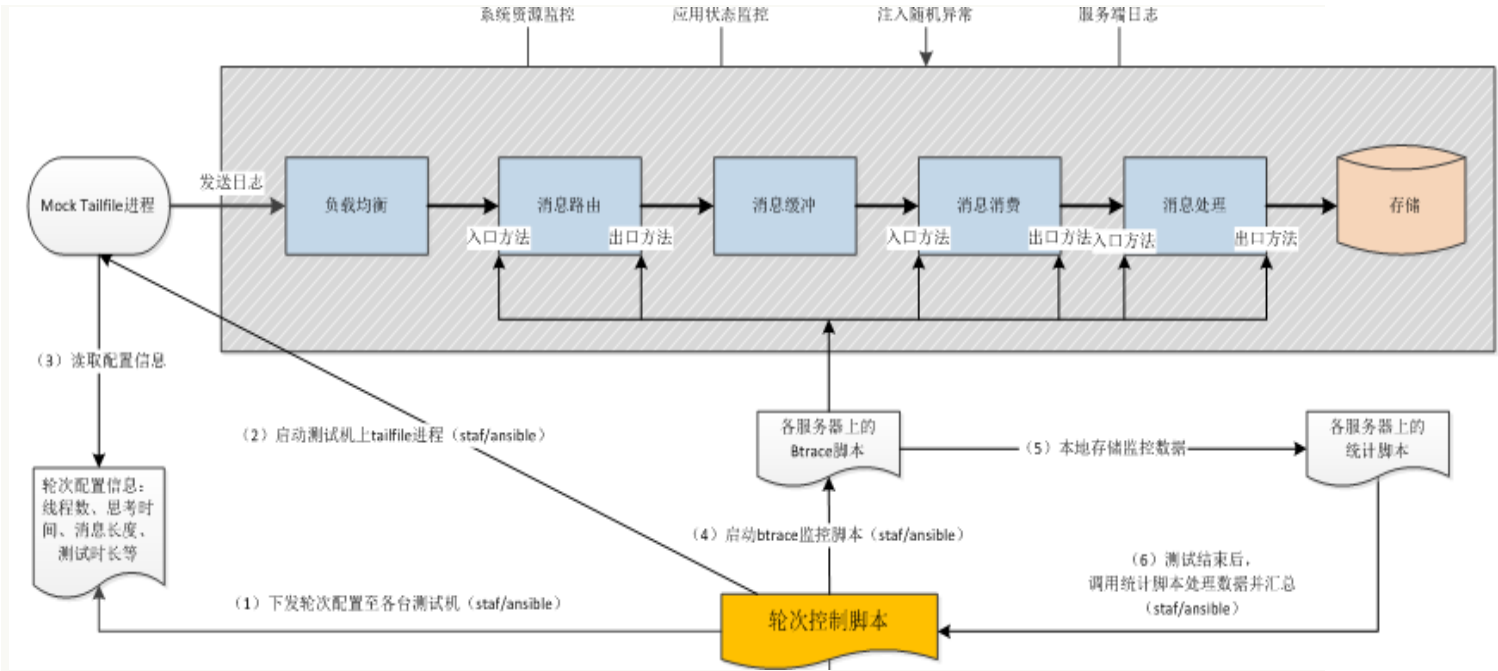 系统资源监控
应用状态监控
注入随机异常
服务端日志
发送日志
Mock Tailfile进程
负载均衡
消息路由
消息缓冲
消息消费
消息处理
存储
入口方法
出口方法
入口方法
出口方法
入口方法
出口方法
（3）读取配置信息
（2）启动测试机上tailfile进程（staf/ansible）
各服务器上的
Btrace脚本
（5）本地存储监控数据
各服务器上的
统计脚本
轮次配置信息：
线程数、思考时
间、消息长度、
测试时长等
（4）启动btrace监控脚本（staf/ansible）
（6）测试结束后，
调用统计脚本处理数据并汇总
（staf/ansible）
（1）下发轮次配置至各台测试机（staf/ansible）
轮次控制脚本